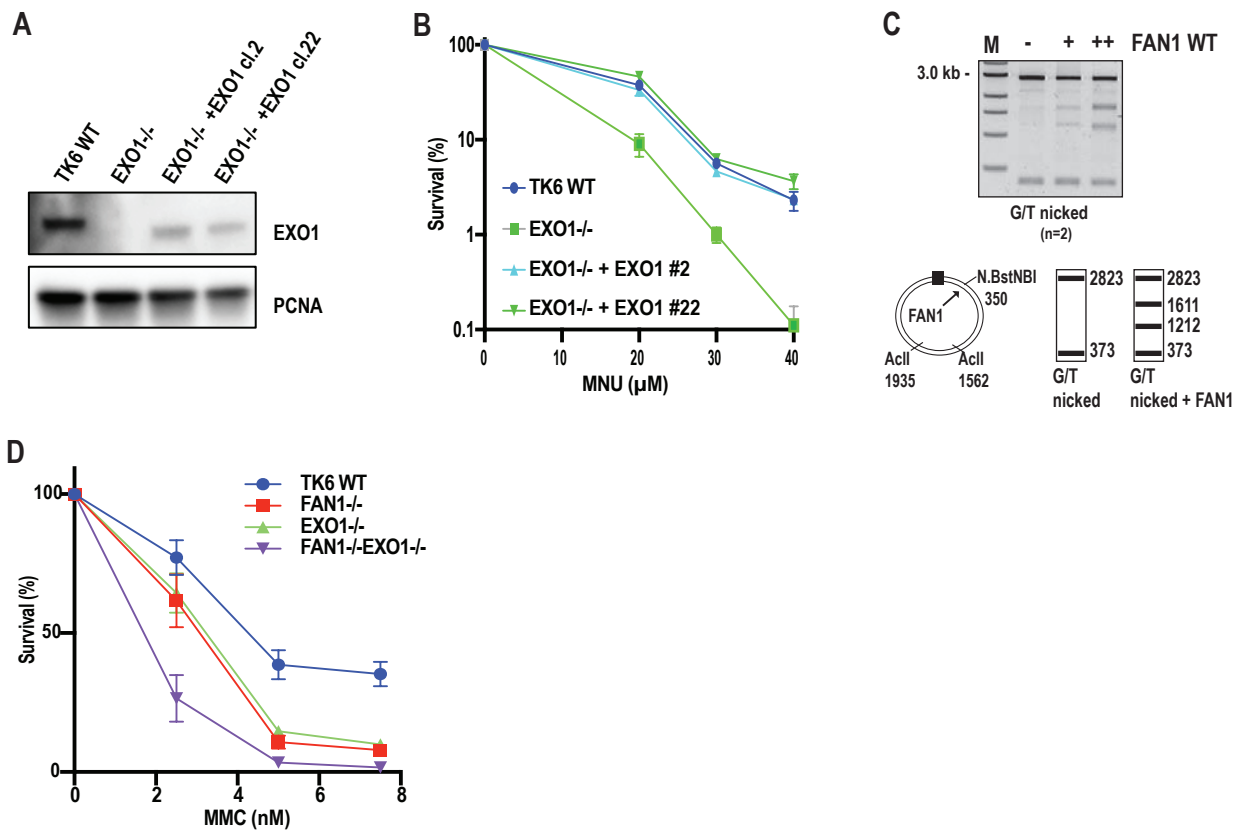 A
TK6 WT
EXO1-/-
EXO1-/- +EXO1 cl.2
EXO1-/- +EXO1 cl.22
EXO1
PCNA
B
Survival (%)
100
10
1
0.1
TK6 WT
EXO1-/-
EXO1-/- + EXO1 #2
EXO1-/- + EXO1 #22
0 10 20 30 40
MNU (µM)
C
M - + ++ FAN1 WT
3.0 kb -
G/T nicked
(n=2)
N.BstNBI
350
FAN1
AclI
1935
AclI
1562
2823
373
G/T
nicked
2823
1611
1212
373
G/T
nicked + FAN1
D
Survival (%)
100
50
0
TK6 WT
FAN1-/-
EXO1-/-
FAN1-/-EXO1-/-
0 2 4 6 8
MMC (nM)